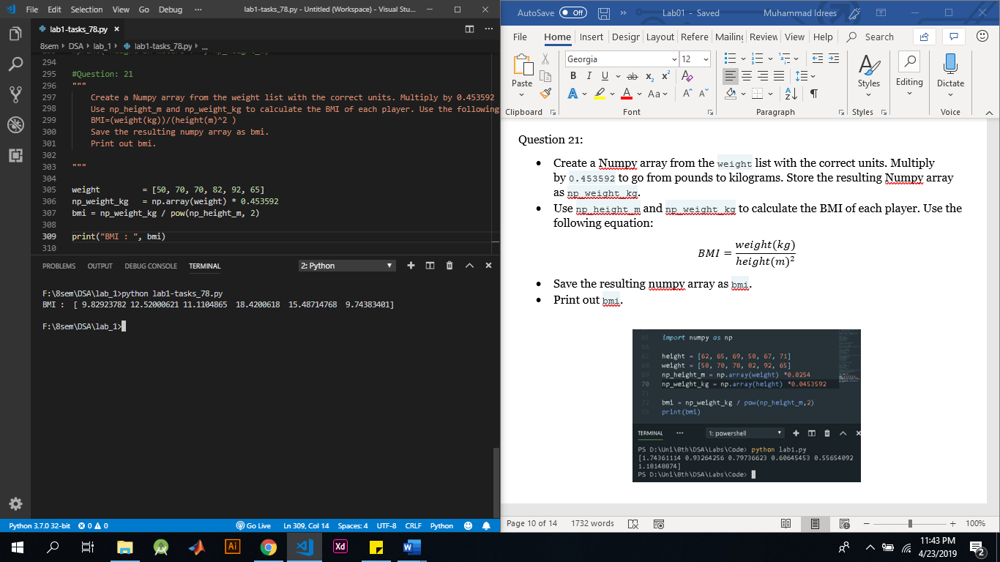 File Edit Selection View Go Debug ··· lab1-tasks_78.py - Untitled (Workspace) - Visual Stu...
lab1-tasks_78.py ×
8sem › DSA › lab_1 › lab1-tasks_78.py › ...
294
295 #Question: 21
296 """
297 Create a Numpy array from the weight list with the correct units. Multiply by 0.453592
298 Use np_height_m and np_weight_kg to calculate the BMI of each player. Use the following
299 BMI=(weight(kg))/(height(m)^2 )
300 Save the resulting numpy array as bmi.
301 Print out bmi.
302
303 """
304
305 weight = [50, 70, 70, 82, 92, 65]
306 np_weight_kg = np.array(weight) * 0.453592
307 bmi = np_weight_kg / pow(np_height_m, 2)
308
309 print("BMI : ", bmi)
310
PROBLEMS OUTPUT DEBUG CONSOLE TERMINAL 2: Python
F:\8sem\DSA\lab_1>python lab1-tasks_78.py
BMI :  [ 9.82923782 12.52000621 11.1104865  18.4200618  15.48714768  9.74383401]
F:\8sem\DSA\lab_1>
Python 3.7.0 32-bit 0 0 Go Live Ln 309, Col 14 Spaces: 4 UTF-8 CRLF Python
AutoSave Off Lab01 - Saved Muhammad Idrees
File Home Insert Design Layout Refere Mailing Review View Help Search
Georgia 12
Paste B I U ab x₂ x² Styles Editing Dictate
A A Aa A A
Clipboard Font Paragraph Styles Voice
Question 21:
• Create a Numpy array from the weight list with the correct units. Multiply
by 0.453592 to go from pounds to kilograms. Store the resulting Numpy array
as np_weight_kg.
• Use np_height_m and np_weight_kg to calculate the BMI of each player. Use the
following equation:
BMI = weight(kg)
height(m)²
• Save the resulting numpy array as bmi.
• Print out bmi.
65 import numpy as np
66
67 height = [62, 65, 69, 58, 67, 71]
68 weight = [50, 70, 78, 82, 92, 65]
69 np_height_m = np.array(weight) *0.0254
70 np_weight_kg = np.array(height) *0.0453592
71
72 bmi = np_weight_kg / pow(np_height_m,2)
73 print(bmi)
TERMINAL ··· 1: powershell
PS D:\Uni\8th\DSA\Labs\Code> python lab1.py
[1.74361114 0.93264256 0.79736623 0.60645453 0.55654092
1.18148874]
PS D:\Uni\8th\DSA\Labs\Code>
Page 10 of 14 1732 words 100%
Ai Xd W 11:43 PM
4/23/2019 2